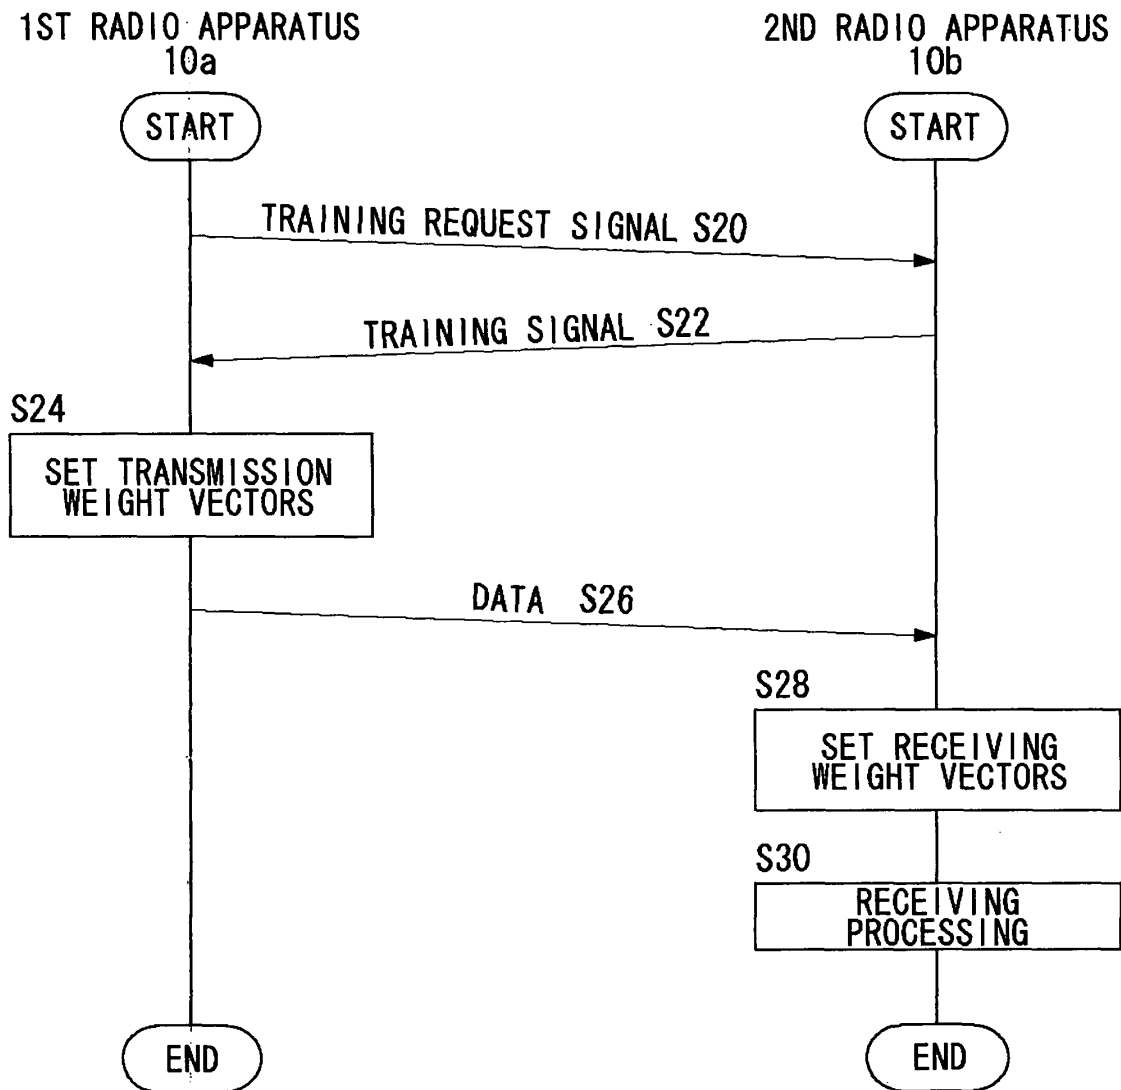 1ST RADIO APPARATUS
10a
2ND RADIO APPARATUS
10b
START
START
TRAINING REQUEST SIGNAL S20
TRAINING SIGNAL S22
S24
SET TRANSMISSION
WEIGHT VECTORS
DATA S26
S28
SET RECEIVING
WEIGHT VECTORS
S30
RECEIVING
PROCESSING
END
END